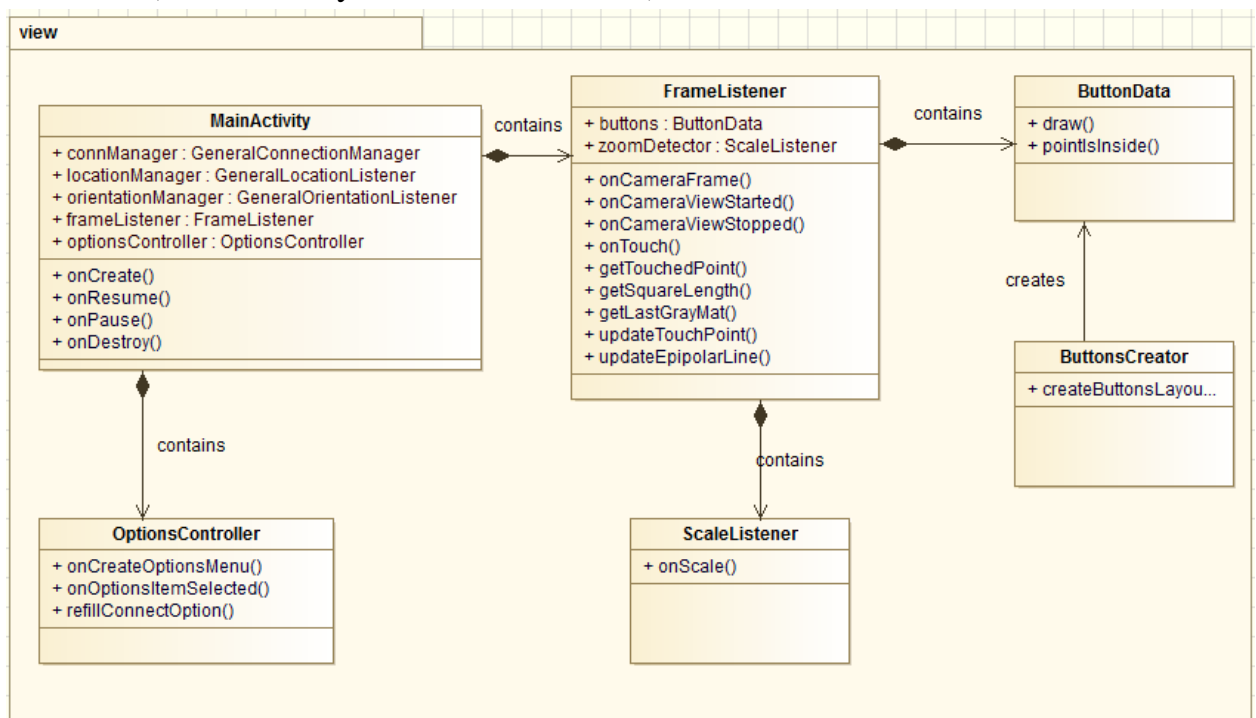 view
MainActivity
+ connManager : GeneralConnectionManager
+ locationManager : GeneralLocationListener
+ orientationManager : GeneralOrientationListener
+ frameListener : FrameListener
+ optionsController : OptionsController
+ onCreate()
+ onResume()
+ onPause()
+ onDestroy()
contains
FrameListener
+ buttons : ButtonData
+ zoomDetector : ScaleListener
+ onCameraFrame()
+ onCameraViewStarted()
+ onCameraViewStopped()
+ onTouch()
+ getTouchedPoint()
+ getSquareLength()
+ getLastGrayMat()
+ updateTouchPoint()
+ updateEpipolarLine()
contains
ButtonData
+ draw()
+ pointIsInside()
creates
ButtonsCreator
+ createButtonsLayou...
contains
OptionsController
+ onCreateOptionsMenu()
+ onOptionsItemSelected()
+ refillConnectOption()
contains
ScaleListener
+ onScale()